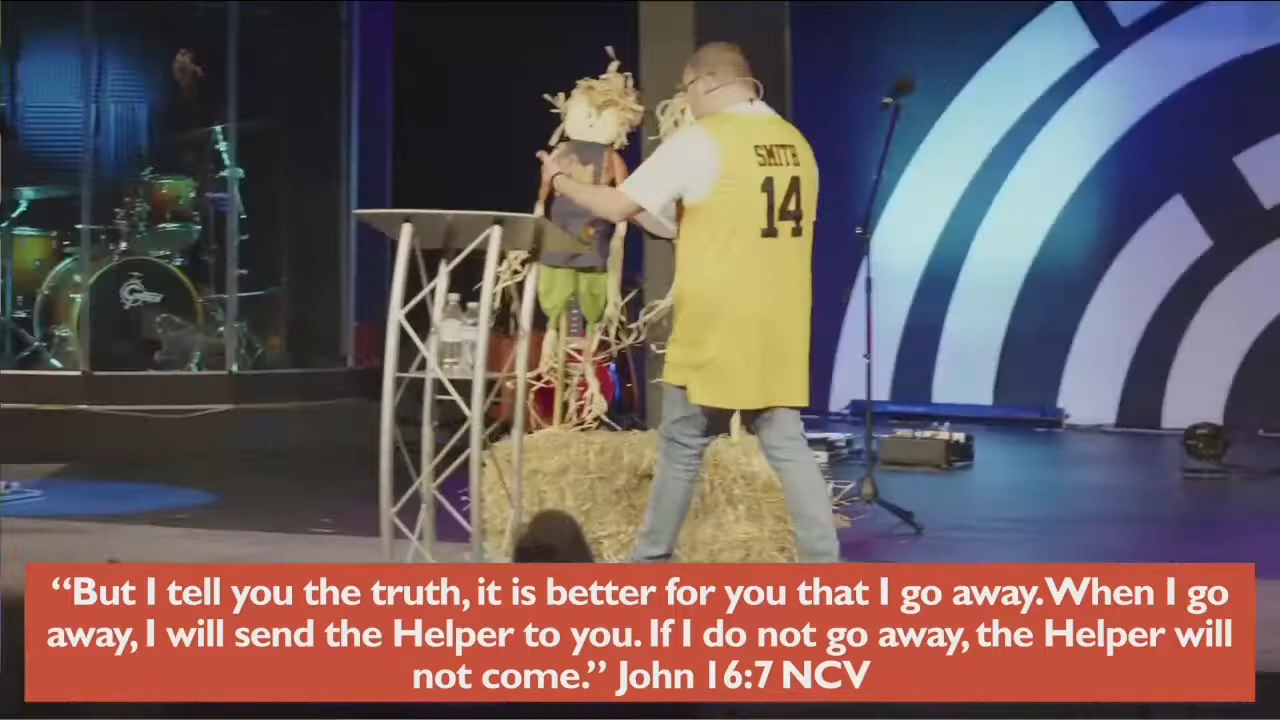 SMITH
14
“But I tell you the truth, it is better for you that I go away. When I go
away, I will send the Helper to you. If I do not go away, the Helper will
not come.” John 16:7 NCV